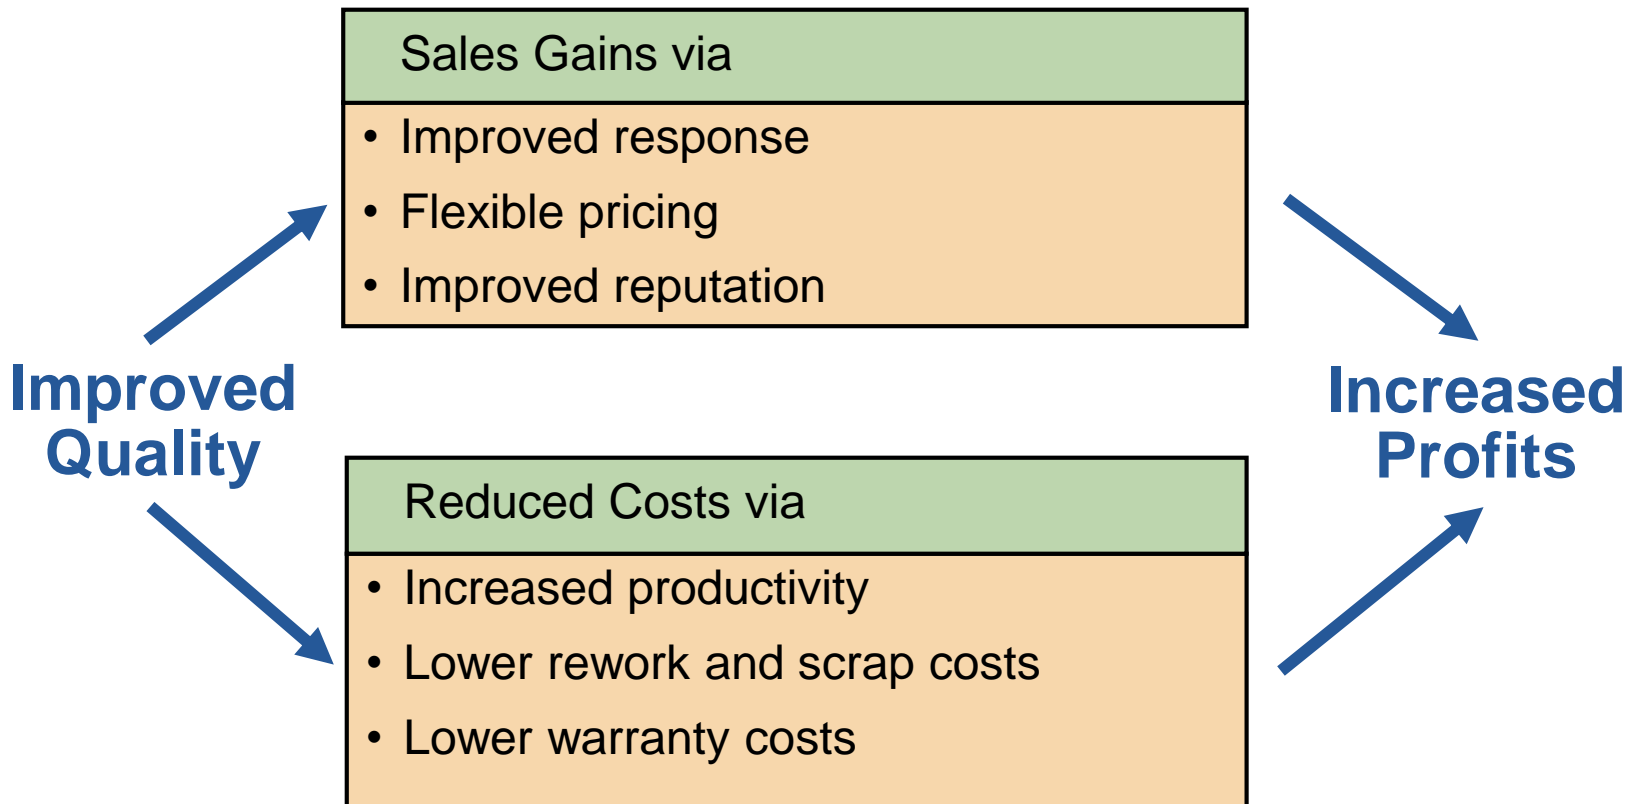 Sales Gains via
• Improved response
• Flexible pricing
• Improved reputation
Improved
Quality
Increased
Profits
Reduced Costs via
• Increased productivity
• Lower rework and scrap costs
• Lower warranty costs